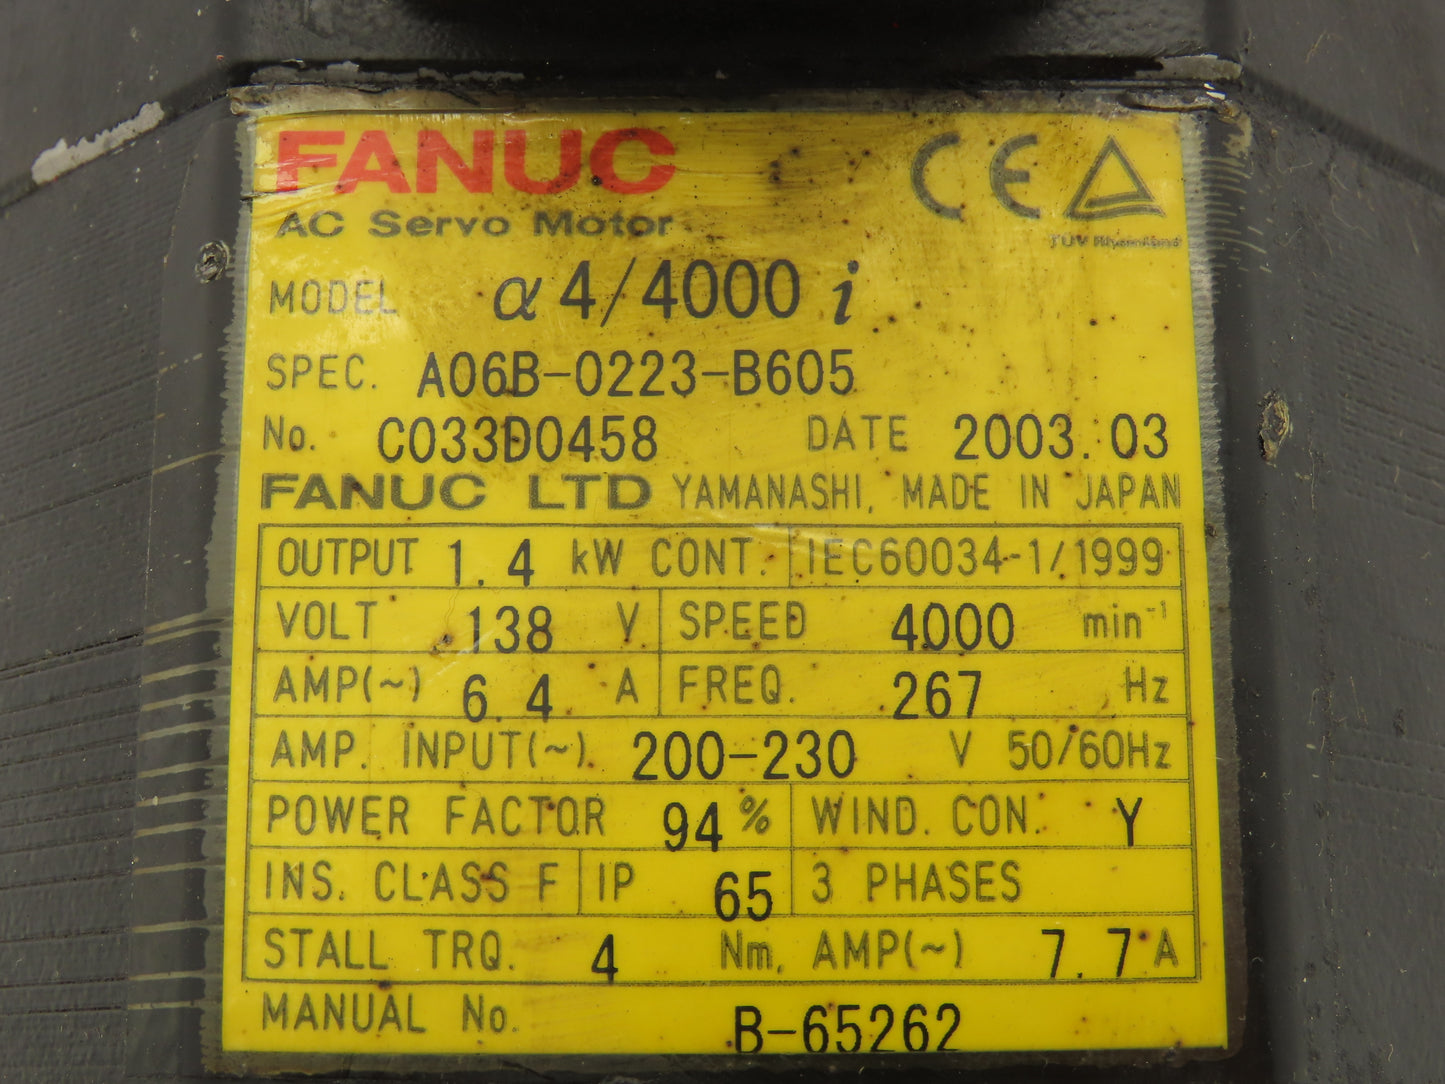 FANUC
CE
AC Servo Motor
TÜV Rheinland
MODEL α4/4000 i
SPEC. A06B-0223-B605
No. C033D0458 DATE 2003.03
FANUC LTD YAMANASHI, MADE IN JAPAN
OUTPUT 1.4 kW CONT. IEC60034-1/1999
VOLT 138 V SPEED 4000 min⁻¹
AMP(~) 6.4 A FREQ. 267 Hz
AMP. INPUT(~) 200-230 V 50/60Hz
POWER FACTOR 94 % WIND. CON. Y
INS. CLASS F IP 65 3 PHASES
STALL TRQ. 4 Nm, AMP(~) 7.7 A
MANUAL No. B-65262